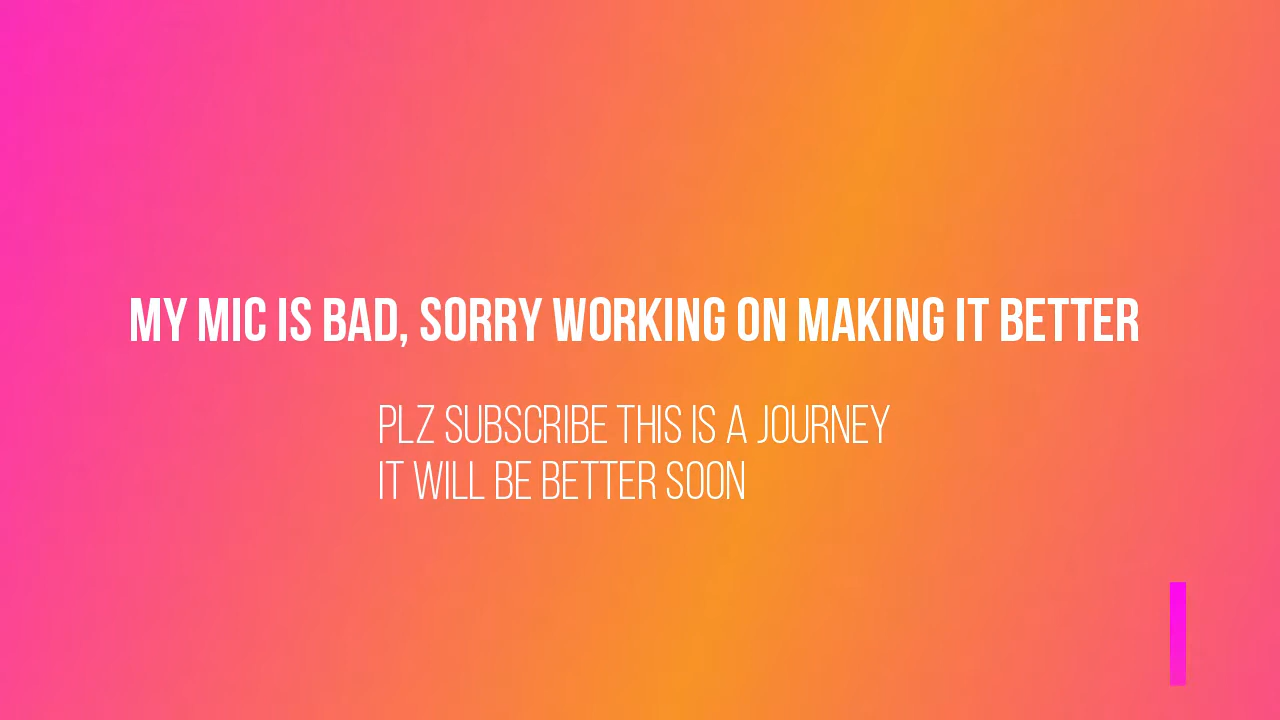 MY MIC IS BAD, SORRY WORKING ON MAKING IT BETTER
PLZ SUBSCRIBE THIS IS A JOURNEY
IT WILL BE BETTER SOON